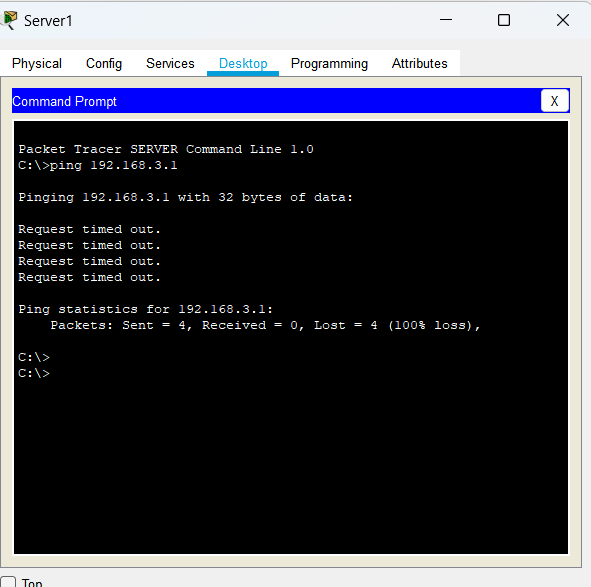 Server1
Physical Config Services Desktop Programming Attributes
Command Prompt X
Packet Tracer SERVER Command Line 1.0
C:\>ping 192.168.3.1
Pinging 192.168.3.1 with 32 bytes of data:
Request timed out.
Request timed out.
Request timed out.
Request timed out.
Ping statistics for 192.168.3.1:
Packets: Sent = 4, Received = 0, Lost = 4 (100% loss),
C:\>
C:\>
Top